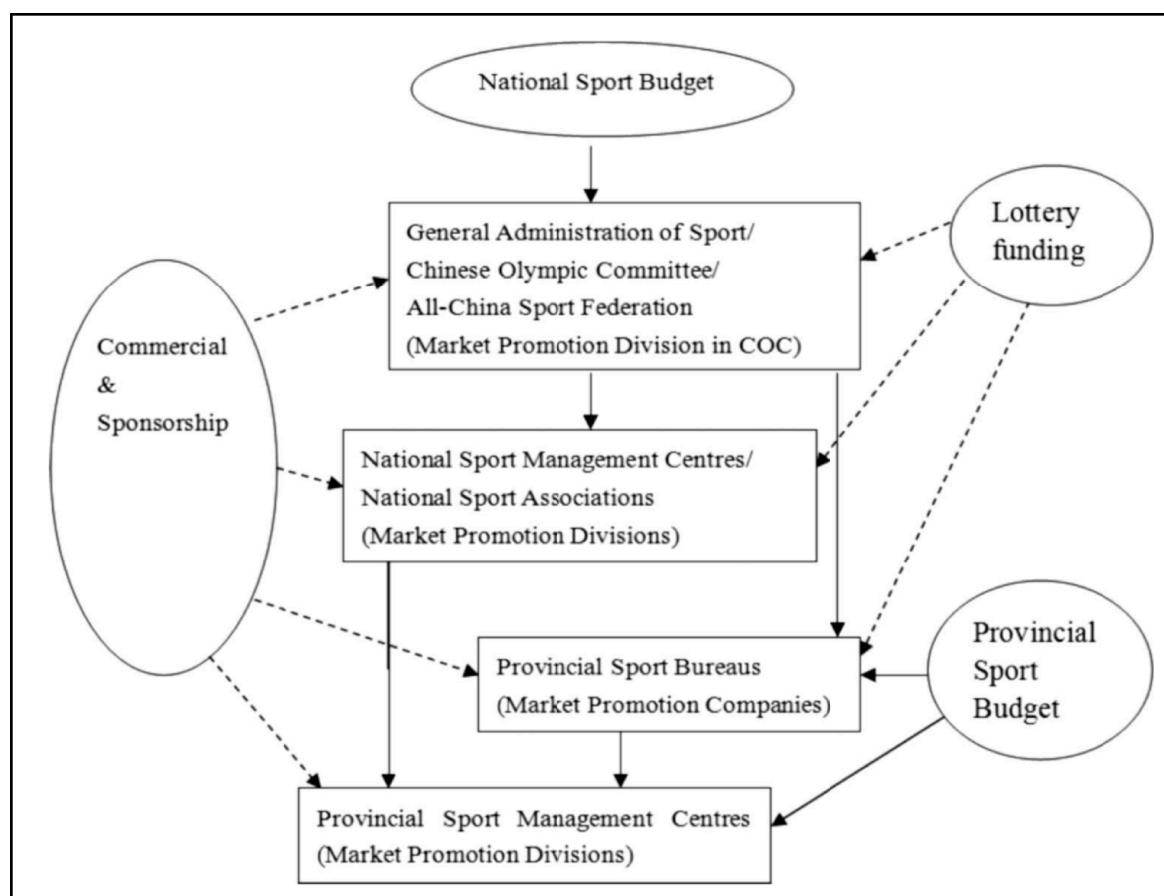 National Sport Budget
General Administration of Sport/
Chinese Olympic Committee/
All-China Sport Federation
(Market Promotion Division in COC)
Lottery
funding
Commercial
&
Sponsorship
National Sport Management Centres/
National Sport Associations
(Market Promotion Divisions)
Provincial Sport Bureaus
(Market Promotion Companies)
Provincial
Sport
Budget
Provincial Sport Management Centres
(Market Promotion Divisions)